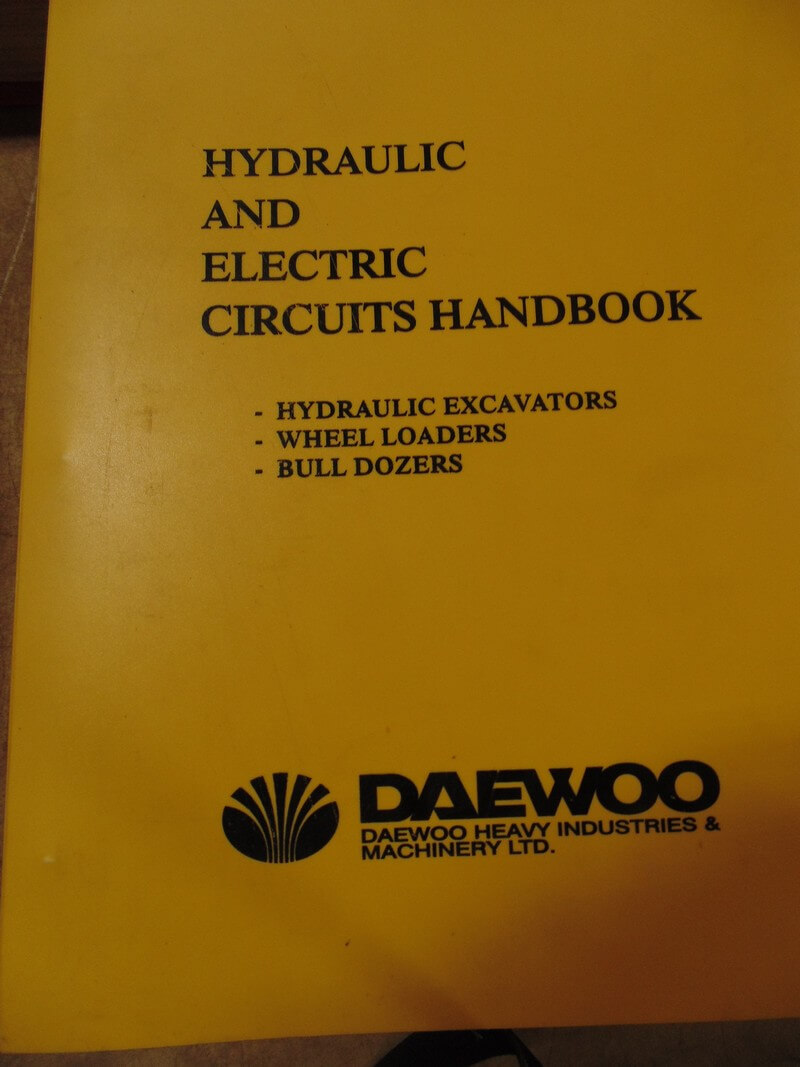 HYDRAULIC
AND
ELECTRIC
CIRCUITS HANDBOOK
- HYDRAULIC EXCAVATORS
- WHEEL LOADERS
- BULL DOZERS
DAEWOO
DAEWOO HEAVY INDUSTRIES &
MACHINERY LTD.